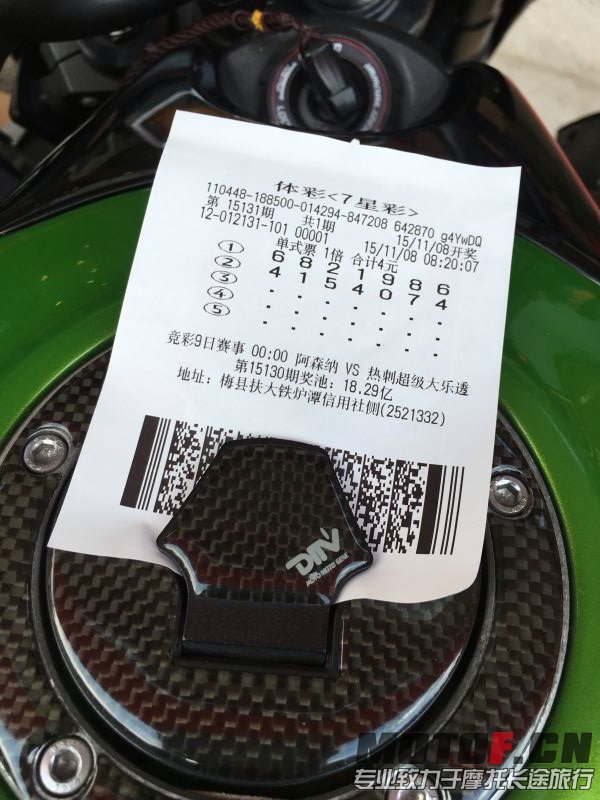 体彩<7星彩>
110448-188500-014294-847208 642870 g4YwDQ
第 15131期 共1期 15/11/08开奖
12-012131-101 00001 15/11/08 08:20:07
单式票 1倍 合计4元
① 6 8 2 1 9 8 6
② 4 1 5 4 0 7 4
③ . . . . . . .
④ . . . . . . .
⑤ . . . . . . .
竞彩9日赛事 00:00 阿森纳 VS 热刺超级大乐透
第15130期奖池: 18.29亿
地址: 梅县扶大铁炉潭信用社侧(2521332)
DIN
MOTO GENE
MOTOF.CN
专业致力于摩托长途旅行